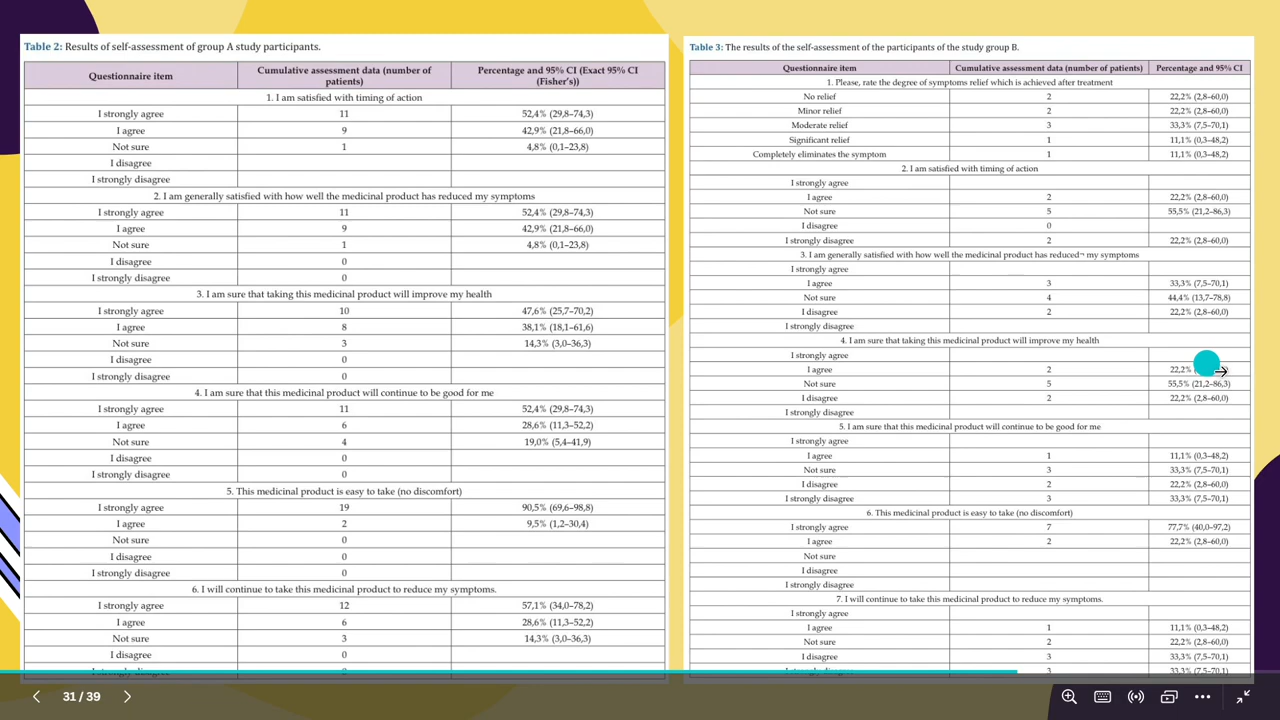 Table 2: Results of self-assessment of group A study participants.
Questionnaire item Cumulative assessment data (number of patients) Percentage and 95% CI (Exact 95% CI (Fisher's))
1. I am satisfied with timing of action
I strongly agree 11 52,4% (29,8–74,3)
I agree 9 42,9% (21,8–66,0)
Not sure 1 4,8% (0,1–23,8)
I disagree
I strongly disagree
2. I am generally satisfied with how well the medicinal product has reduced my symptoms
I strongly agree 11 52,4% (29,8–74,3)
I agree 9 42,9% (21,8–66,0)
Not sure 1 4,8% (0,1–23,8)
I disagree 0
I strongly disagree 0
3. I am sure that taking this medicinal product will improve my health
I strongly agree 10 47,6% (25,7–70,2)
I agree 8 38,1% (18,1–61,6)
Not sure 3 14,3% (3,0–36,3)
I disagree 0
I strongly disagree 0
4. I am sure that this medicinal product will continue to be good for me
I strongly agree 11 52,4% (29,8–74,3)
I agree 6 28,6% (11,3–52,2)
Not sure 4 19,0% (5,4–41,9)
I disagree 0
I strongly disagree 0
5. This medicinal product is easy to take (no discomfort)
I strongly agree 19 90,5% (69,6–98,8)
I agree 2 9,5% (1,2–30,4)
Not sure 0
I disagree 0
I strongly disagree 0
6. I will continue to take this medicinal product to reduce my symptoms.
I strongly agree 12 57,1% (34,0–78,2)
I agree 6 28,6% (11,3–52,2)
Not sure 3 14,3% (3,0–36,3)
I disagree 0
Table 3: The results of the self-assessment of the participants of the study group B.
Questionnaire item Cumulative assessment data (number of patients) Percentage and 95% CI
1. Please, rate the degree of symptoms relief which is achieved after treatment
No relief 2 22,2% (2,8–60,0)
Minor relief 2 22,2% (2,8–60,0)
Moderate relief 3 33,3% (7,5–70,1)
Significant relief 1 11,1% (0,3–48,2)
Completely eliminates the symptom 1 11,1% (0,3–48,2)
2. I am satisfied with timing of action
I strongly agree
I agree 2 22,2% (2,8–60,0)
Not sure 5 55,5% (21,2–86,3)
I disagree 0
I strongly disagree 2 22,2% (2,8–60,0)
3. I am generally satisfied with how well the medicinal product has reduced¬ my symptoms
I strongly agree
I agree 3 33,3% (7,5–70,1)
Not sure 4 44,4% (13,7–78,8)
I disagree 2 22,2% (2,8–60,0)
I strongly disagree
4. I am sure that taking this medicinal product will improve my health
I strongly agree
I agree 2 22,2%
Not sure 5 55,5% (21,2–86,3)
I disagree 2 22,2% (2,8–60,0)
I strongly disagree
5. I am sure that this medicinal product will continue to be good for me
I strongly agree
I agree 1 11,1% (0,3–48,2)
Not sure 3 33,3% (7,5–70,1)
I disagree 2 22,2% (2,8–60,0)
I strongly disagree 3 33,3% (7,5–70,1)
6. This medicinal product is easy to take (no discomfort)
I strongly agree 7 77,7% (40,0–97,2)
I agree 2 22,2% (2,8–60,0)
Not sure
I disagree
I strongly disagree
7. I will continue to take this medicinal product to reduce my symptoms.
I strongly agree
I agree 1 11,1% (0,3–48,2)
Not sure 2 22,2% (2,8–60,0)
I disagree 3 33,3% (7,5–70,1)
I strongly disagree 3 33,3% (7,5–70,1)
31 / 39